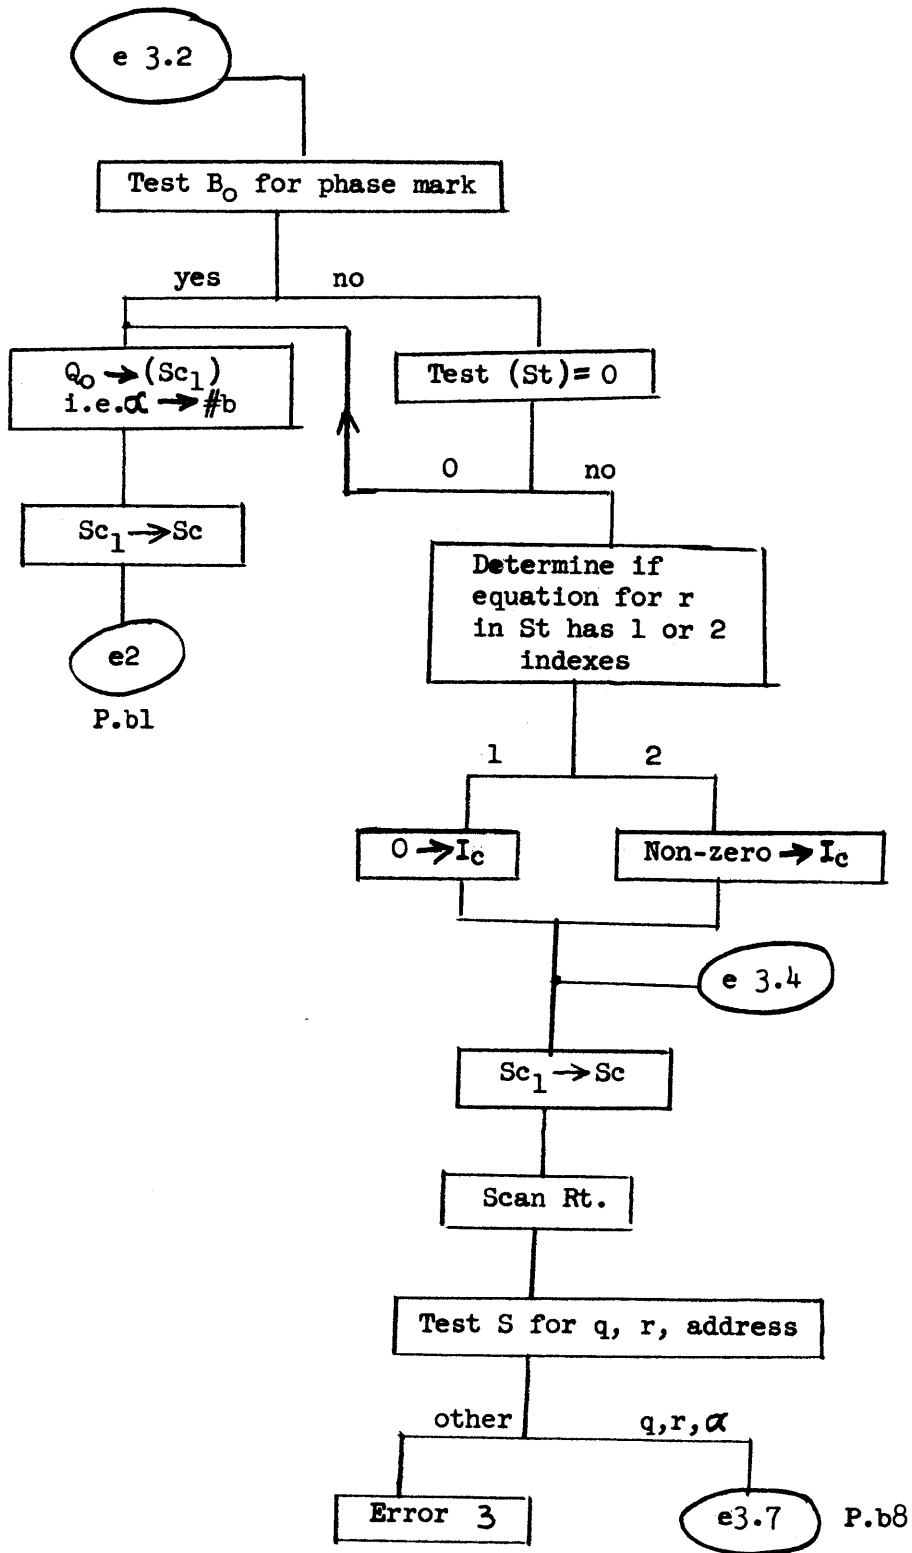 e 3.2
Test B₀ for phase mark
yes
no
Q₀ → (Sc₁)
i.e. α → #b
Test (St) = 0
0
no
Sc₁ → Sc
e2
P.b1
Determine if
equation for r
in St has 1 or 2
indexes
1
2
0 → Ic
Non-zero → Ic
e 3.4
Sc₁ → Sc
Scan Rt.
Test S for q, r, address
other
q,r,α
Error 3
e3.7
P.b8